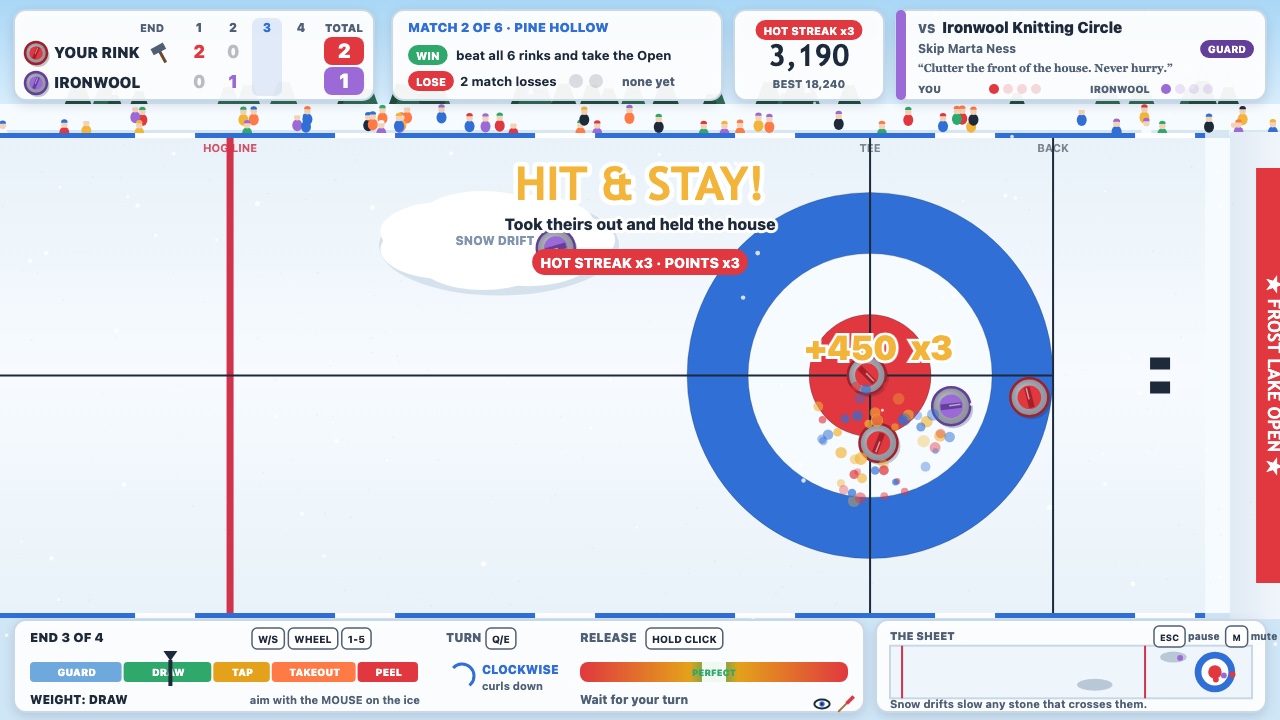 END 1 2 3 4 TOTAL
YOUR RINK 2 0 2
IRONWOOL 0 1 1
MATCH 2 OF 6 · PINE HOLLOW
WIN beat all 6 rinks and take the Open
LOSE 2 match losses none yet
HOT STREAK x3
3,190
BEST 18,240
vs Ironwool Knitting Circle
Skip Marta Ness GUARD
“Clutter the front of the house. Never hurry.”
YOU IRONWOOL
HOG LINE TEE BACK
HIT & STAY!
Took theirs out and held the house
SNOW DRIFT
HOT STREAK x3 · POINTS x3
+450 x3
★ FROST LAKE OPEN ★
END 3 OF 4 W/S WHEEL 1-5 TURN Q/E RELEASE HOLD CLICK
GUARD DRAW TAP TAKEOUT PEEL
CLOCKWISE
curls down
PERFECT
WEIGHT: DRAW aim with the MOUSE on the ice
Wait for your turn
THE SHEET ESC pause M mute
Snow drifts slow any stone that crosses them.